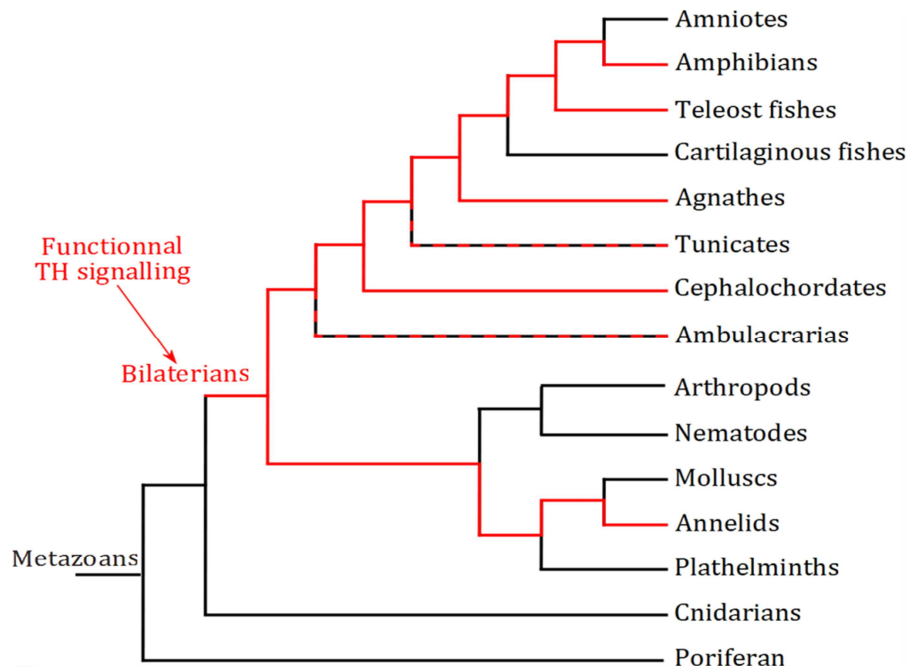 Amniotes
Amphibians
Teleost fishes
Cartilaginous fishes
Agnathes
Tunicates
Cephalochordates
Ambulacrarias
Functionnal
TH signalling
Bilaterians
Arthropods
Nematodes
Molluscs
Annelids
Plathelminths
Metazoans
Cnidarians
Poriferan